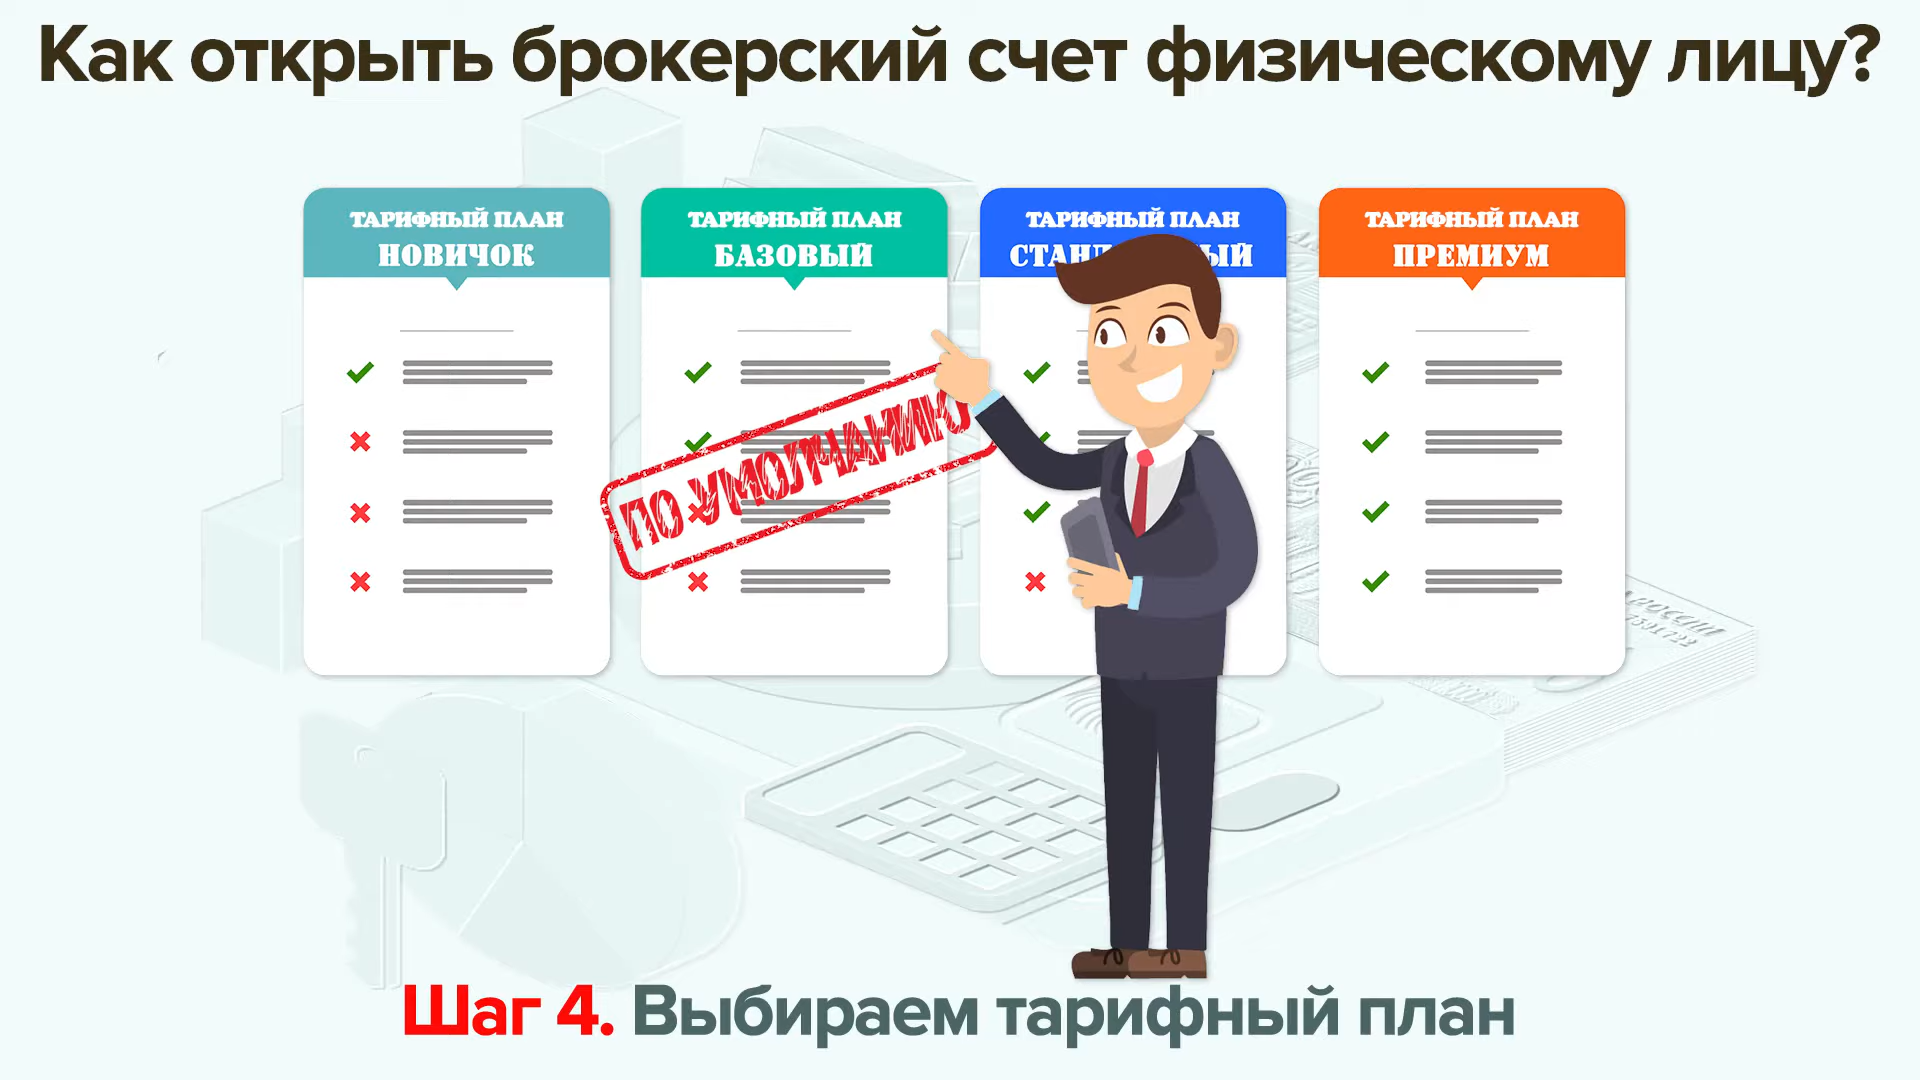 Как открыть брокерский счет физическому лицу?
ТАРИФНЫЙ ПЛАН
НОВИЧОК
ТАРИФНЫЙ ПЛАН
БАЗОВЫЙ
ТАРИФНЫЙ ПЛАН
ТАРИФНЫЙ ПЛАН
ПРЕМИУМ
ПО УМОЛЧАНИЮ
Шаг 4. Выбираем тарифный план